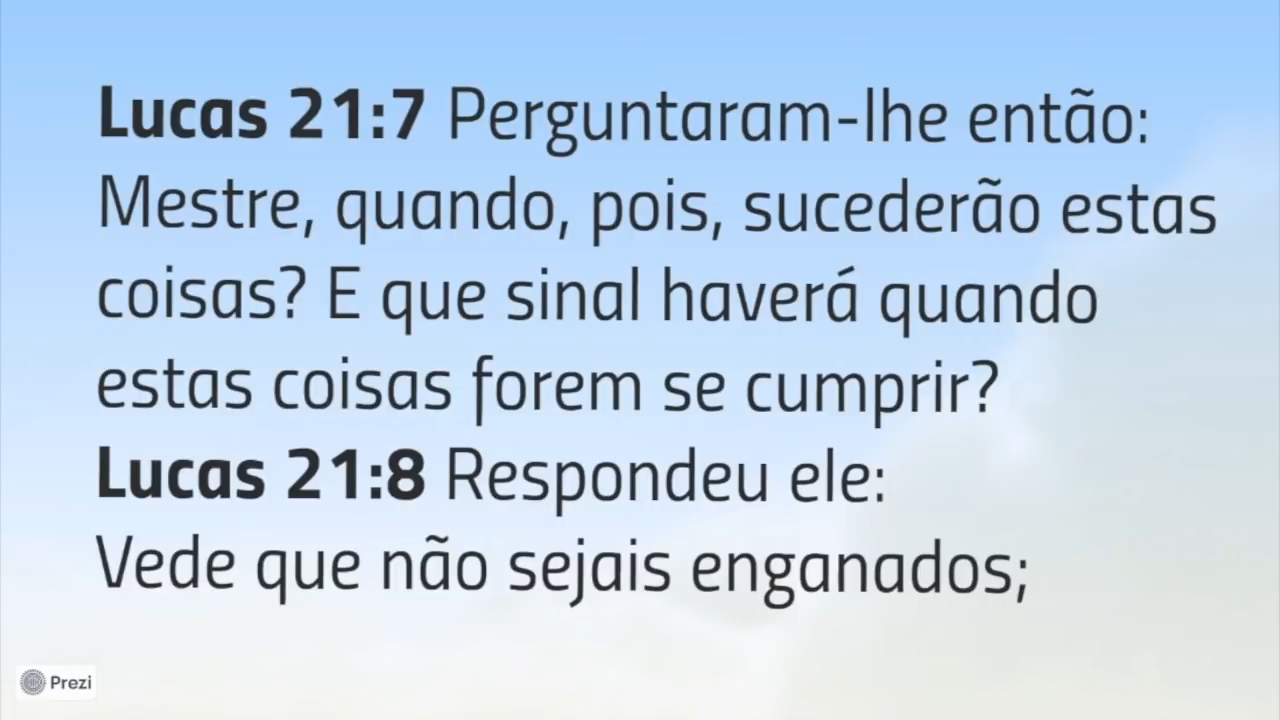 Lucas 21:7 Perguntaram-lhe então:
Mestre, quando, pois, sucederão estas
coisas? E que sinal haverá quando
estas coisas forem se cumprir?
Lucas 21:8 Respondeu ele:
Vede que não sejais enganados;
Prezi